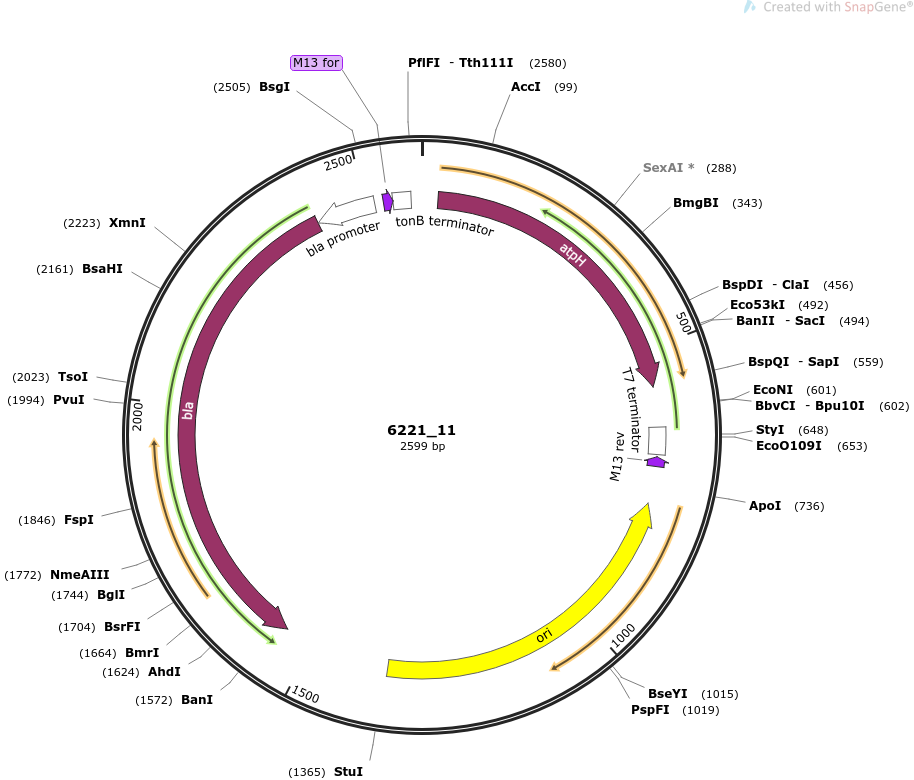 Created with SnapGene®
M13 for
PflFI - Tth111I (2580)
(2505) BsgI
AccI (99)
2500
SexAI * (288)
BmgBI (343)
(2223) XmnI
bla promoter
tonB terminator
atpH
(2161) BsaHI
BspDI - ClaI (456)
Eco53kI (492)
500
BanII - SacI (494)
BspQI - SapI (559)
(2023) TsoI
T7 terminator
EcoNI (601)
(1994) PvuI
2000
bla
BbvCI - Bpu10I (602)
6221_11
2599 bp
StyI (648)
EcoO109I (653)
M13 rev
ApoI (736)
(1846) FspI
(1772) NmeAIII
(1744) BglI
(1704) BsrFI
ori
1000
(1664) BmrI
(1624) AhdI
(1572) BanI
1500
BseYI (1015)
PspFI (1019)
(1365) StuI